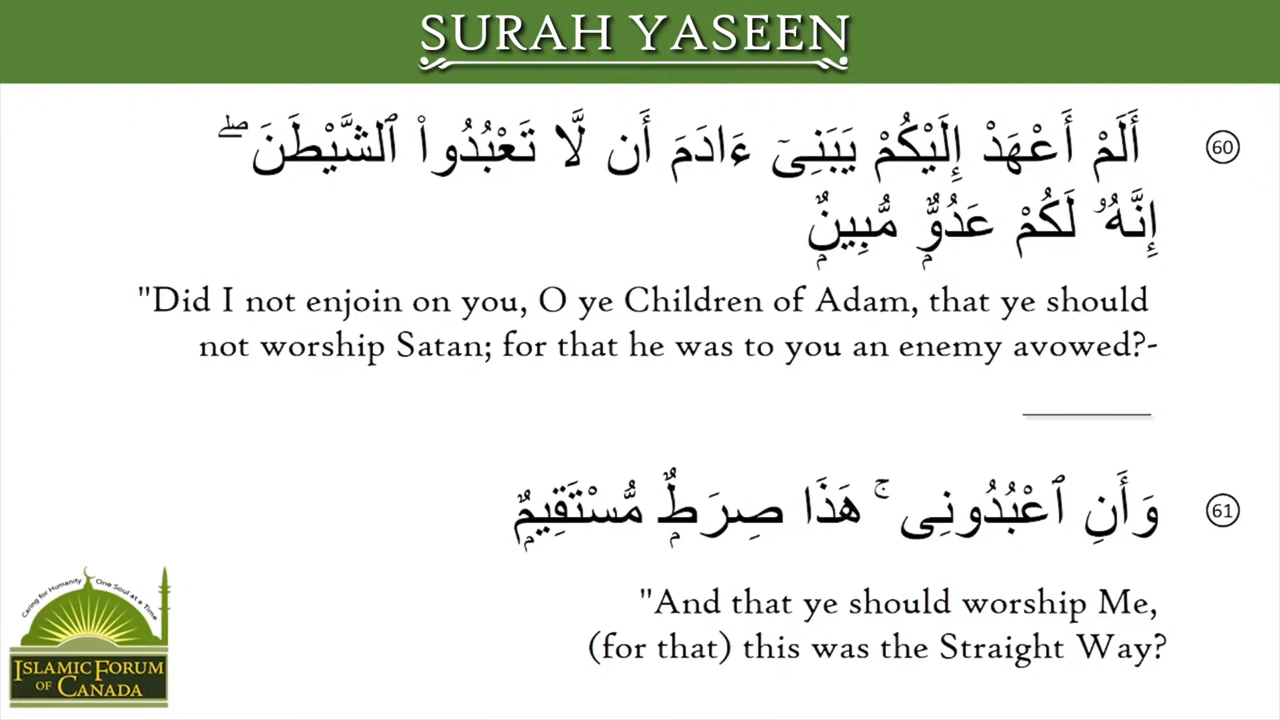 SURAH YASEEN
أَلَمْ أَعْهَدْ إِلَيْكُمْ يَبَنِىٓ ءَادَمَ أَن لَّا تَعْبُدُوا۟ ٱلشَّيْطَنَ ۖ
60
إِنَّهُۥ لَكُمْ عَدُوٌّۭ مُّبِينٌۭ
"Did I not enjoin on you, O ye Children of Adam, that ye should
not worship Satan; for that he was to you an enemy avowed?-
وَأَنِ ٱعْبُدُونِى ۚ هَذَا صِرَطٌۭ مُّسْتَقِيمٌۭ
61
"And that ye should worship Me,
(for that) this was the Straight Way?
Caring for Humanity One Soul at a Time
ISLAMIC FORUM
OF CANADA